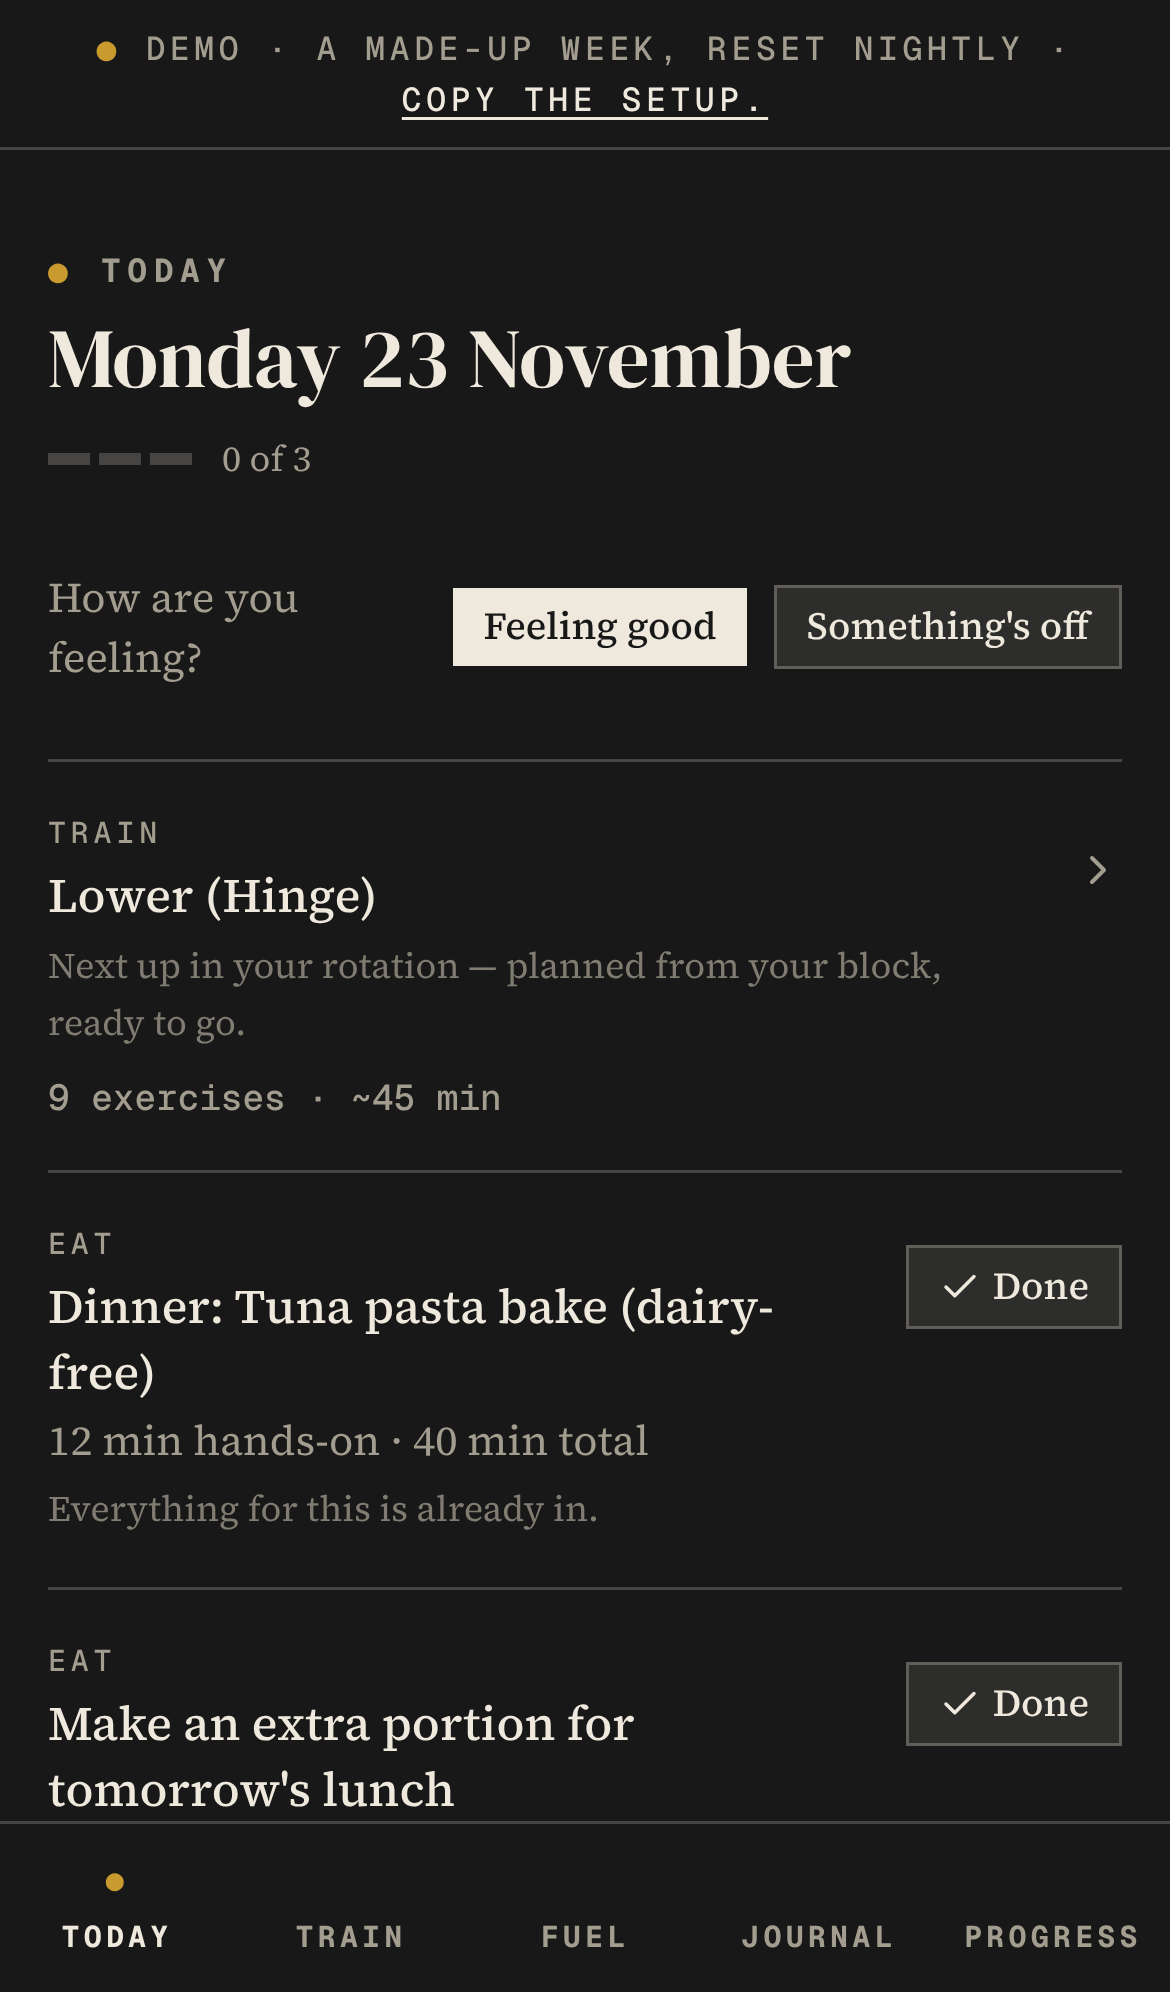 DEMO · A MADE-UP WEEK, RESET NIGHTLY ·
COPY THE SETUP.
TODAY
Monday 23 November
0 of 3
How are you
feeling?
Feeling good
Something's off
TRAIN
Lower (Hinge)
Next up in your rotation — planned from your block,
ready to go.
9 exercises · ~45 min
EAT
Dinner: Tuna pasta bake (dairy-
free)
Done
12 min hands-on · 40 min total
Everything for this is already in.
EAT
Make an extra portion for
tomorrow's lunch
Done
TODAY
TRAIN
FUEL
JOURNAL
PROGRESS